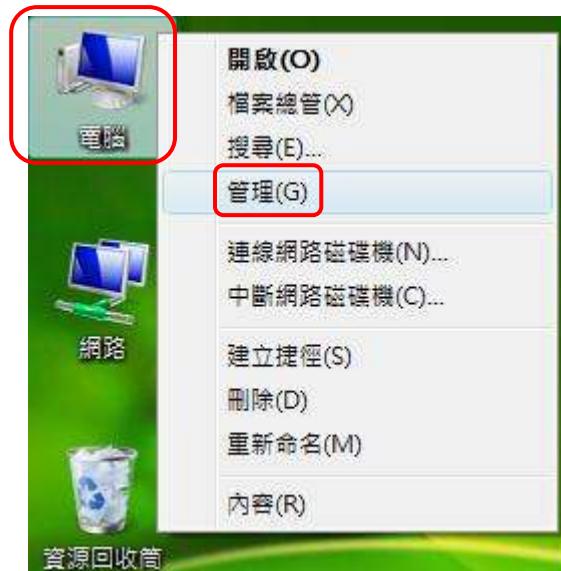 電腦
開啟(O)
檔案總管(X)
搜尋(E)...
管理(G)
連線網路磁碟機(N)...
中斷網路磁碟機(C)...
網路
建立捷徑(S)
刪除(D)
重新命名(M)
內容(R)
資源回收筒